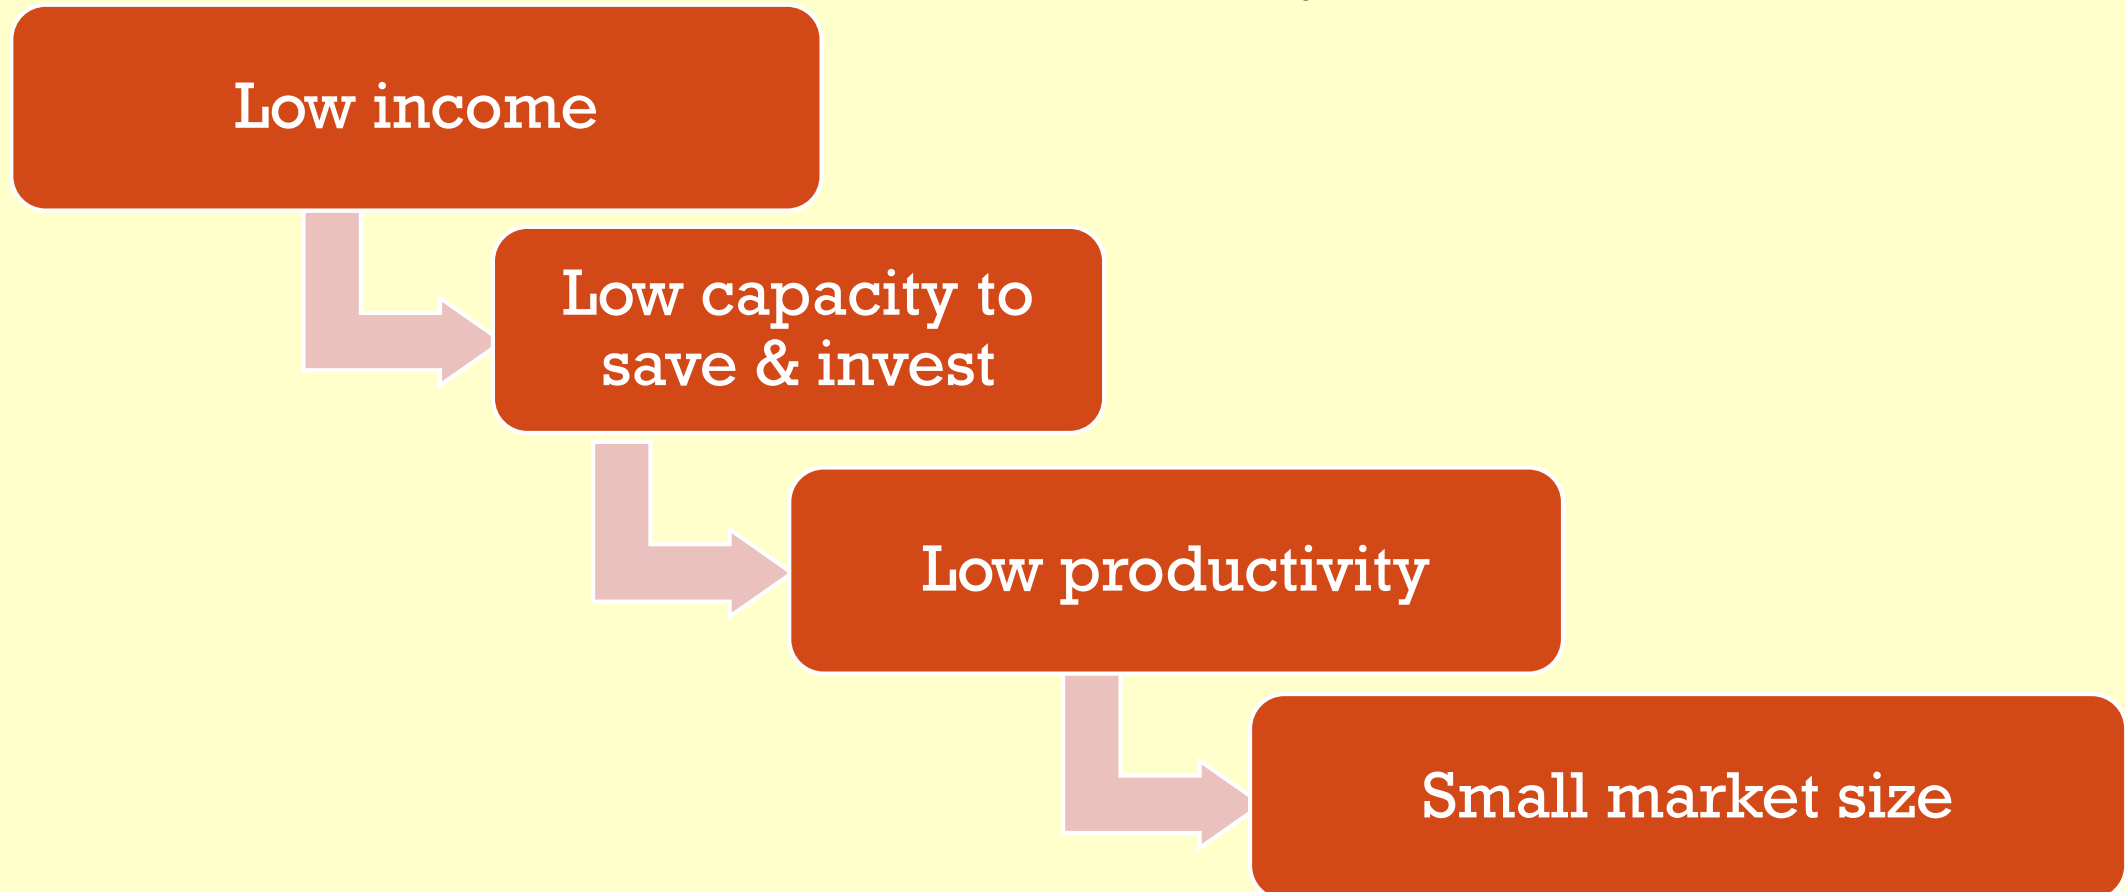 Low income
Low capacity to
save & invest
Low productivity
Small market size